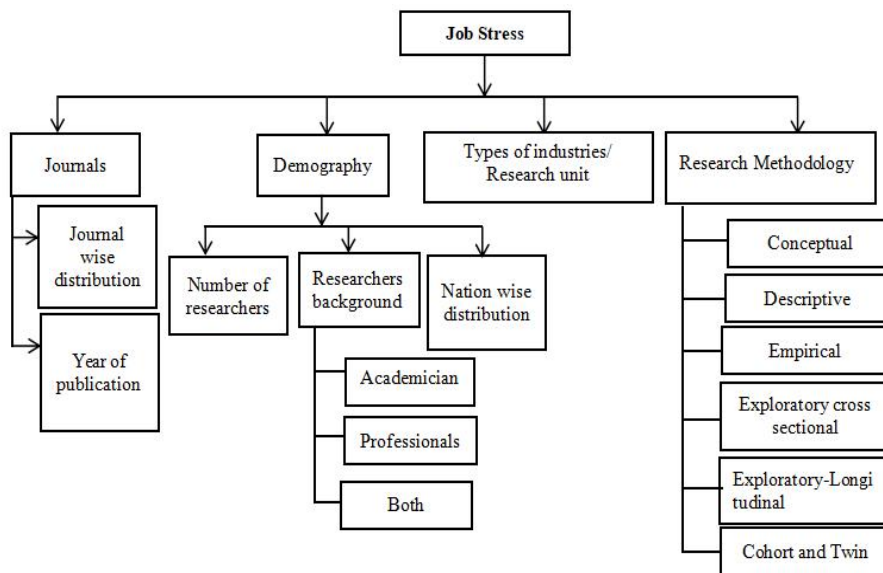 Job Stress
Journals
Demography
Types of industries/
Research unit
Research Methodology
Journal
wise
distribution
Year of
publication
Number of
researchers
Researchers
background
Nation wise
distribution
Academician
Professionals
Both
Conceptual
Descriptive
Empirical
Exploratory cross
sectional
Exploratory-Longi
tudinal
Cohort and Twin